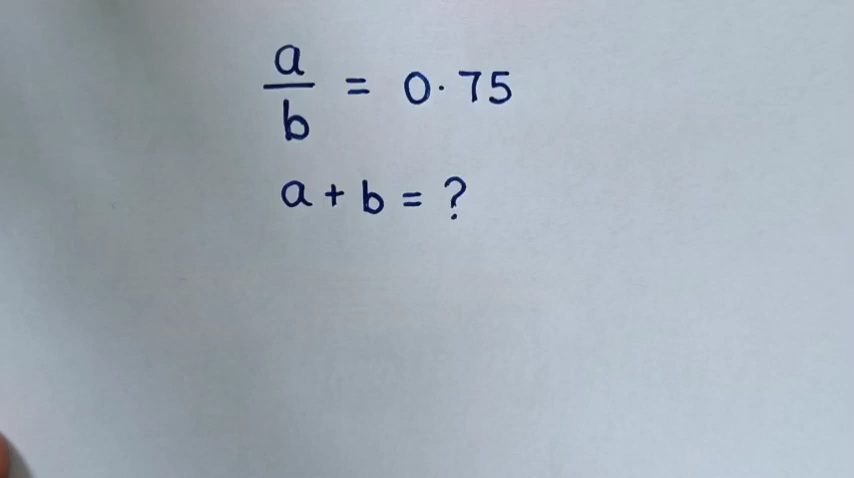 a/b = 0.75
a + b = ?